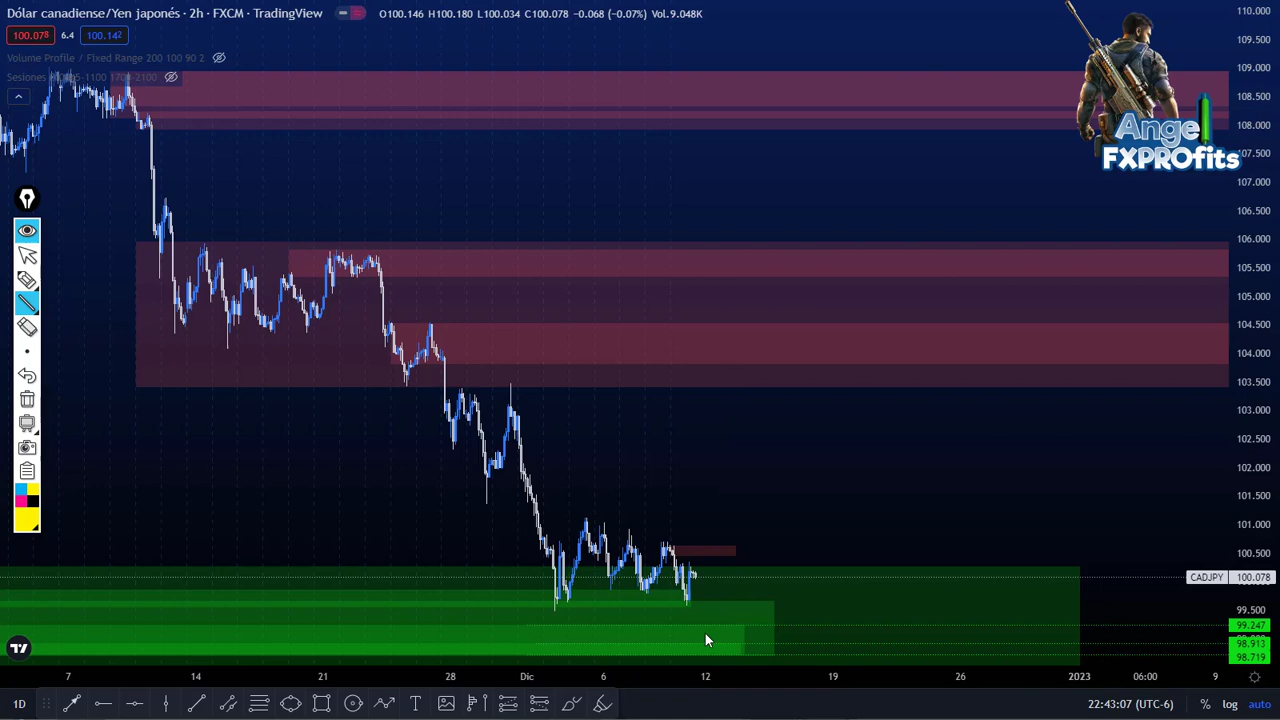 Dólar canadiense/Yen japonés · 2h · FXCM · TradingView O100.146 H100.180 L100.034 C100.078 -0.068 (-0.07%) Vol.9.048K
100.078 6.4 100.142
Volume Profile / Fixed Range 200 100 90 2
Sesiones 1700-2100
Ange
FXPROfits
110.000
109.500
109.000
108.500
108.000
107.500
107.000
106.500
106.000
105.500
105.000
104.500
104.000
103.500
103.000
102.500
102.000
101.500
101.000
100.500
CADJPY 100.078
99.500
99.247
98.913
98.719
7 14 21 28 Dic 6 12 19 26 2023 06:00 9
1D 22:43:07 (UTC-6) % log auto